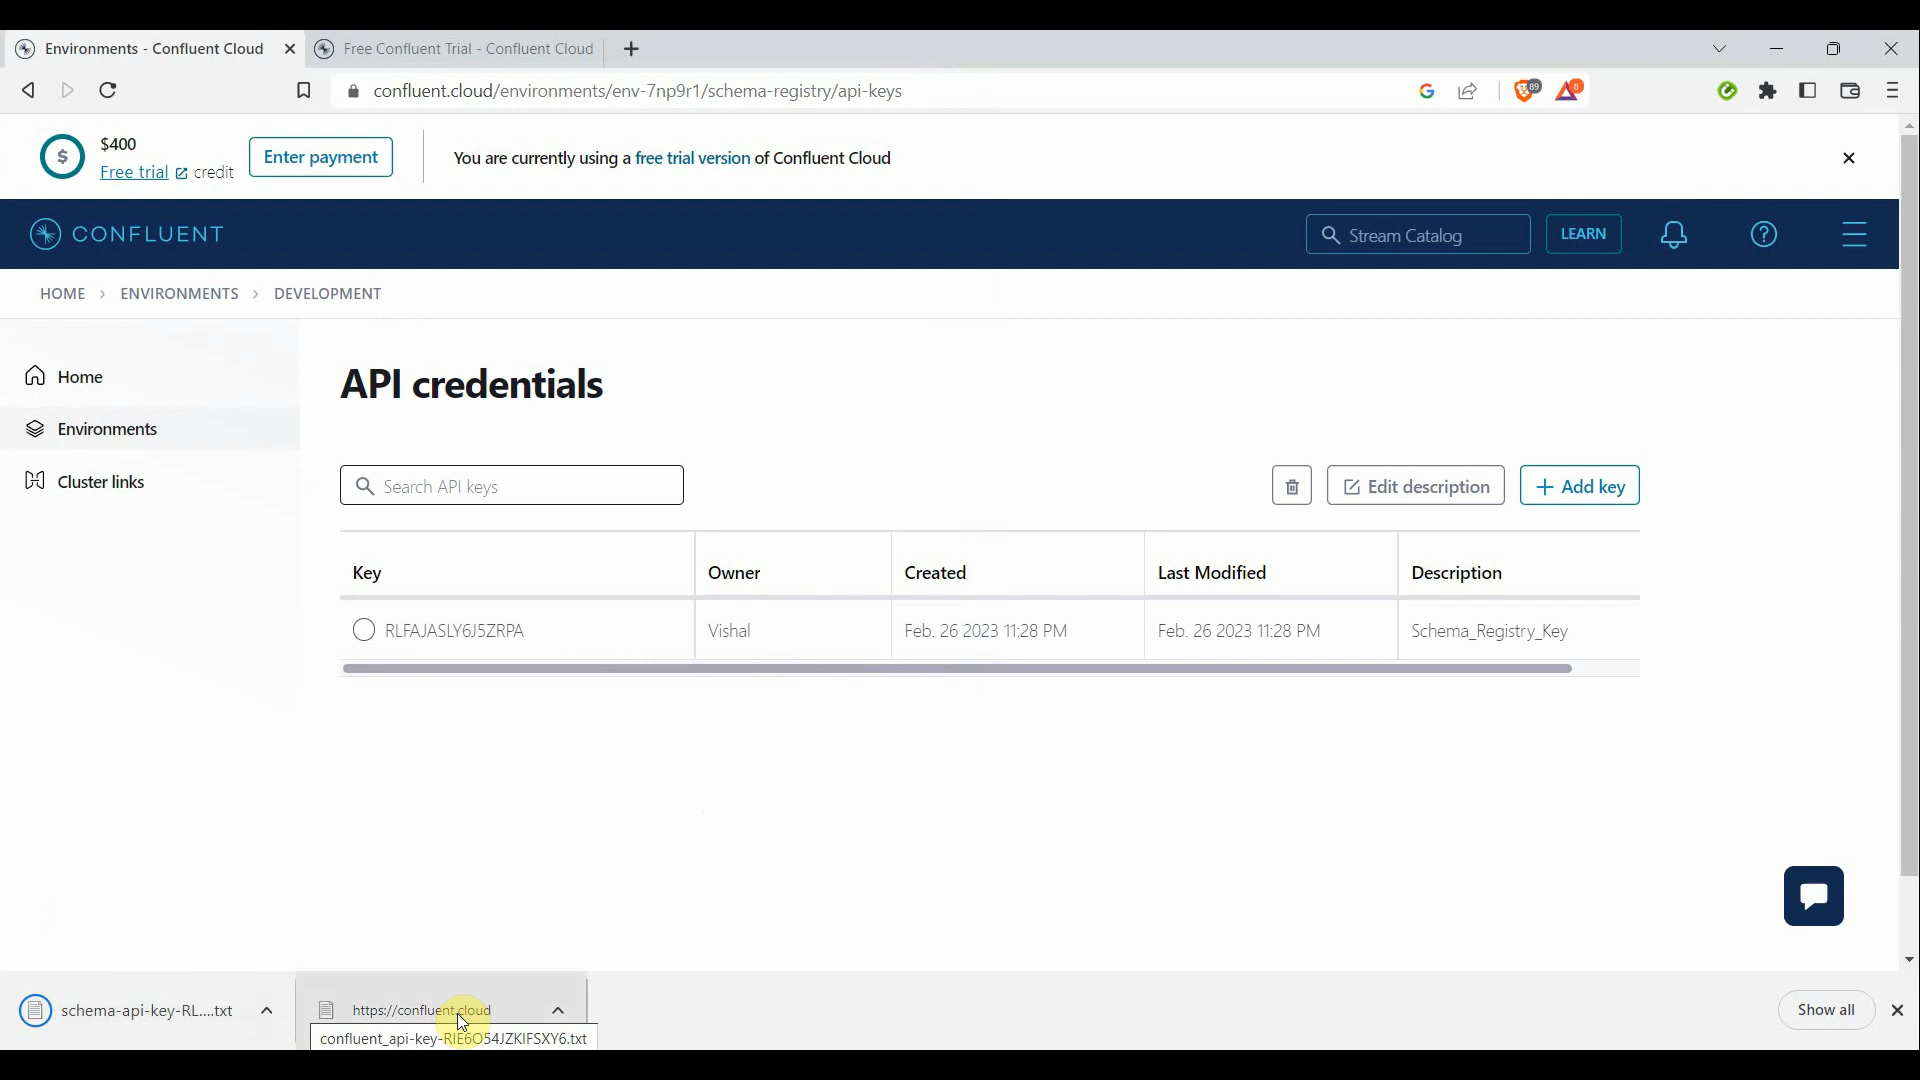 Environments - Confluent Cloud
Free Confluent Trial - Confluent Cloud
confluent.cloud/environments/env-7np9r1/schema-registry/api-keys
89
8
$
$400
Free trial credit
Enter payment
You are currently using a free trial version of Confluent Cloud
CONFLUENT
Stream Catalog
LEARN
HOME > ENVIRONMENTS > DEVELOPMENT
Home
Environments
Cluster links
API credentials
Search API keys
Edit description
+ Add key
Key Owner Created Last Modified Description
RLFAJASLY6J5ZRPA Vishal Feb. 26 2023 11:28 PM Feb. 26 2023 11:28 PM Schema_Registry_Key
schema-api-key-RL....txt
https://confluent.cloud
confluent_api-key-RIE6O54JZKIFSXY6.txt
Show all